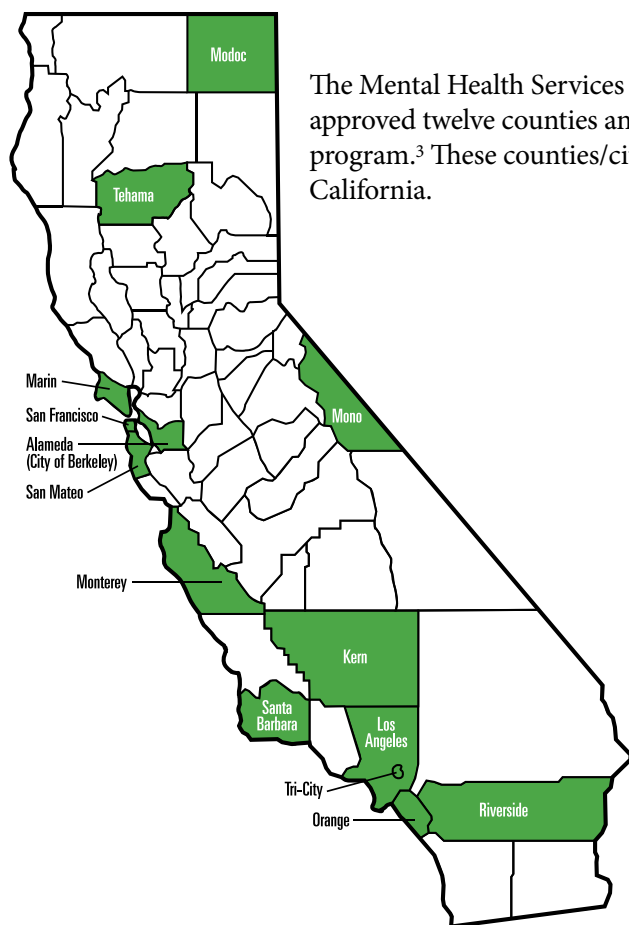 Modoc
The Mental Health Services
approved twelve counties an
program.³ These counties/ci
California.
Tehama
Marin
San Francisco
Alameda
(City of Berkeley)
San Mateo
Mono
Monterey
Kern
Santa
Barbara
Los
Angeles
Tri-City
Orange
Riverside